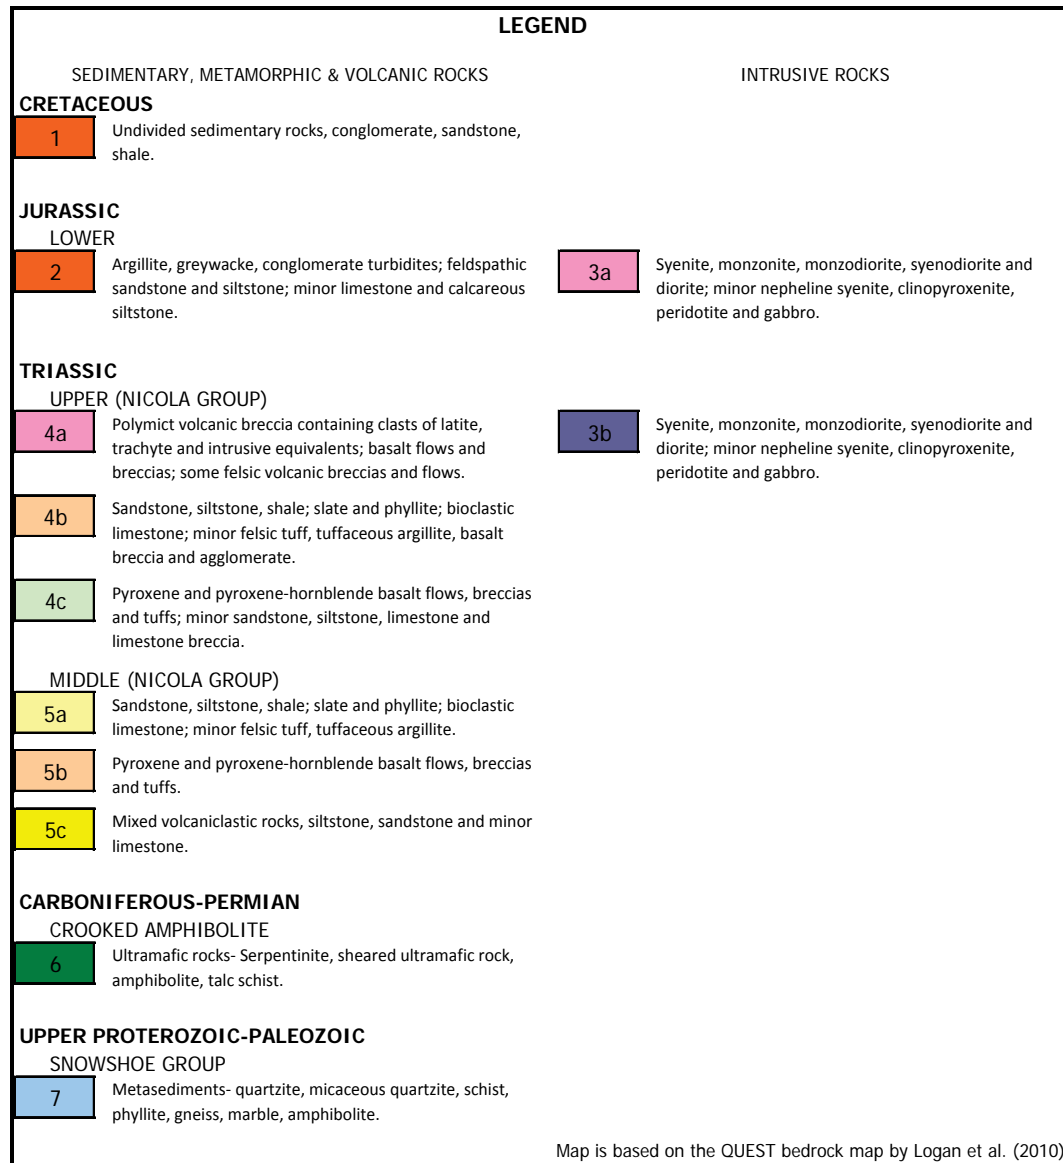 LEGEND
SEDIMENTARY, METAMORPHIC & VOLCANIC ROCKS
INTRUSIVE ROCKS
CRETACEOUS
1
Undivided sedimentary rocks, conglomerate, sandstone,
shale.
JURASSIC
LOWER
2
Argillite, greywacke, conglomerate turbidites; feldspathic
sandstone and siltstone; minor limestone and calcareous
siltstone.
3a
Syenite, monzonite, monzodiorite, syenodiorite and
diorite; minor nepheline syenite, clinopyroxenite,
peridotite and gabbro.
TRIASSIC
UPPER (NICOLA GROUP)
4a
Polymict volcanic breccia containing clasts of latite,
trachyte and intrusive equivalents; basalt flows and
breccias; some felsic volcanic breccias and flows.
3b
Syenite, monzonite, monzodiorite, syenodiorite and
diorite; minor nepheline syenite, clinopyroxenite,
peridotite and gabbro.
4b
Sandstone, siltstone, shale; slate and phyllite; bioclastic
limestone; minor felsic tuff, tuffaceous argillite, basalt
breccia and agglomerate.
4c
Pyroxene and pyroxene-hornblende basalt flows, breccias
and tuffs; minor sandstone, siltstone, limestone and
limestone breccia.
MIDDLE (NICOLA GROUP)
5a
Sandstone, siltstone, shale; slate and phyllite; bioclastic
limestone; minor felsic tuff, tuffaceous argillite.
5b
Pyroxene and pyroxene-hornblende basalt flows, breccias
and tuffs.
5c
Mixed volcaniclastic rocks, siltstone, sandstone and minor
limestone.
CARBONIFEROUS-PERMIAN
CROOKED AMPHIBOLITE
6
Ultramafic rocks- Serpentinite, sheared ultramafic rock,
amphibolite, talc schist.
UPPER PROTEROZOIC-PALEOZOIC
SNOWSHOE GROUP
7
Metasediments- quartzite, micaceous quartzite, schist,
phyllite, gneiss, marble, amphibolite.
Map is based on the QUEST bedrock map by Logan et al. (2010)